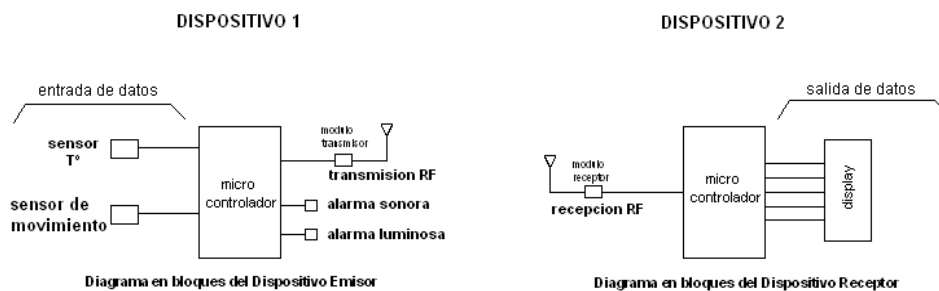 DISPOSITIVO 1
entrada de datos
sensor
Tº
sensor de
movimiento
micro
controlador
modulo
transmisor
transmision RF
alarma sonora
alarma luminosa
Diagrama en bloques del Dispositivo Emisor
DISPOSITIVO 2
salida de datos
modulo
receptor
recepcion RF
micro
controlador
display
Diagrama en bloques del Dispositivo Receptor